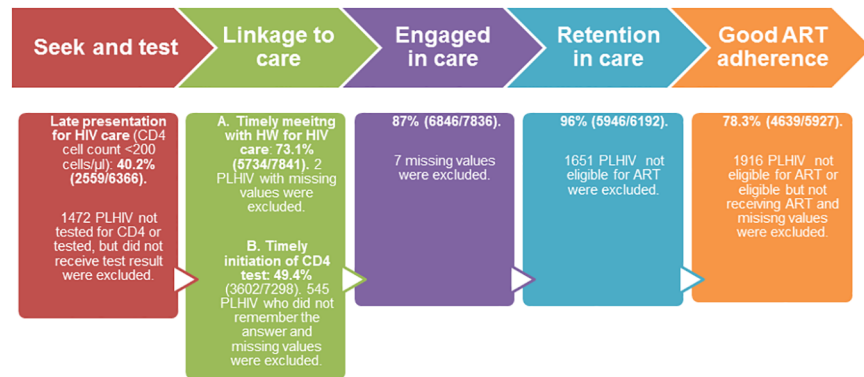 Seek and test
Linkage to
care
Engaged
in care
Retention
in care
Good ART
adherence
Late presentation
for HIV care (CD4
cell count <200
cells/µl): 40.2%
(2559/6366).
1472 PLHIV not
tested for CD4 or
tested, but did not
receive test result
were excluded.
A. Timely meeitng
with HW for HIV
care: 73.1%
(5734/7841). 2
PLHIV with missing
values were
excluded.
B. Timely
initiation of CD4
test: 49.4%
(3602/7298). 545
PLHIV who did not
remember the
answer and
missing values
were excluded.
87% (6846/7836).
7 missing values
were excluded.
96% (5946/6192).
1651 PLHIV not
eligible for ART
were excluded.
78.3% (4639/5927).
1916 PLHIV not
eligible for ART or
eligible but not
receiving ART and
misisng values
were excluded.